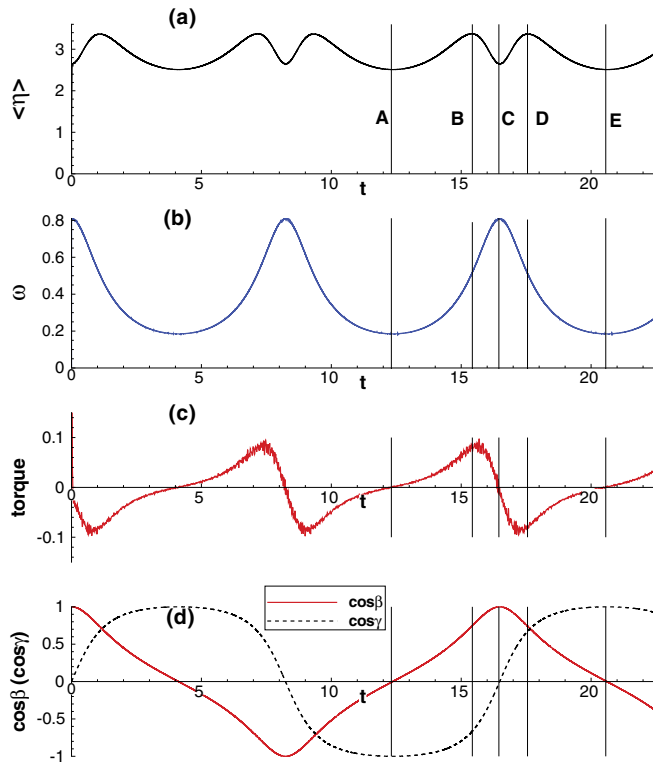 (a)
3
2
1
0
<η>
A
B
C
D
E
0
5
10
15
20
t
(b)
0.8
0.6
0.4
0.2
0
ω
0
5
10
15
20
t
(c)
0.1
0
-0.1
torque
0
5
10
15
20
t
cosβ
cosγ
(d)
1
0.5
0
-0.5
-1
cosβ (cosγ)
0
5
10
15
20
t